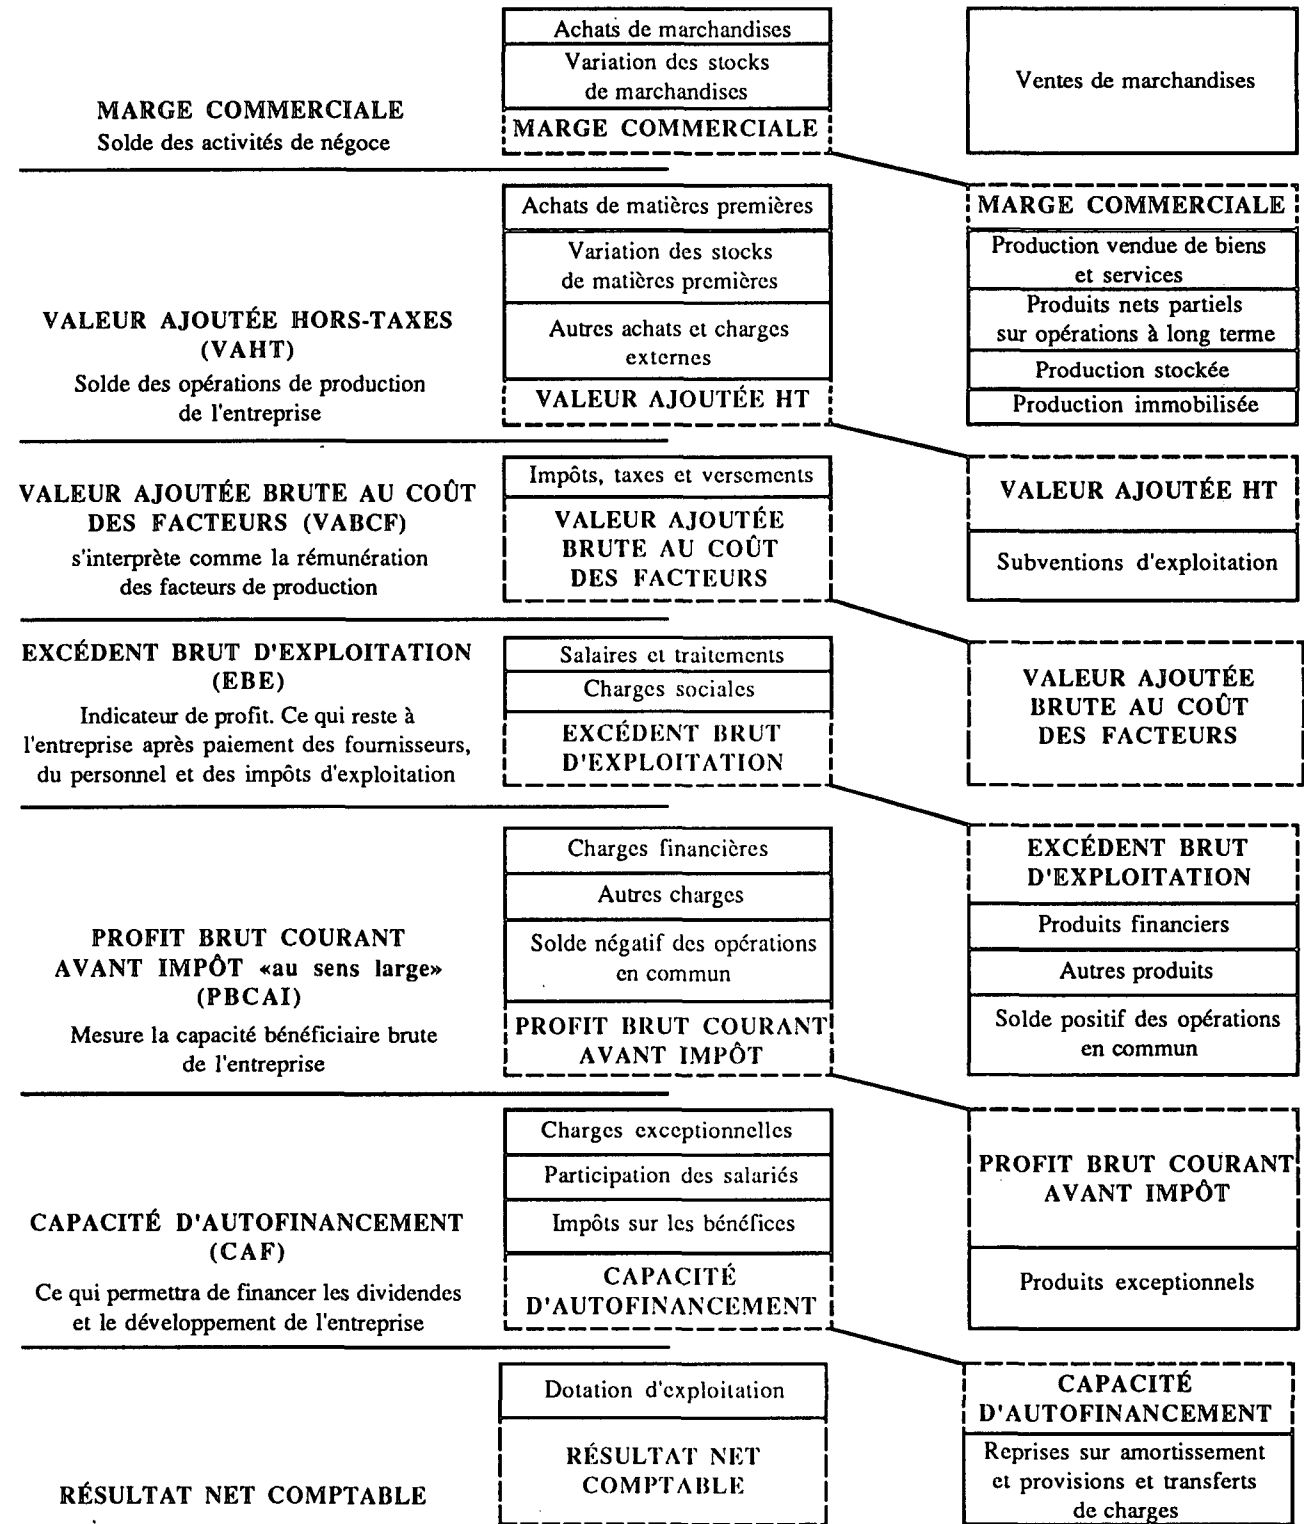 Achats de marchandises
Variation des stocks
de marchandises
Ventes de marchandises
MARGE COMMERCIALE
Solde des activités de négoce
MARGE COMMERCIALE
Achats de matières premières
MARGE COMMERCIALE
Variation des stocks
de matières premières
Production vendue de biens
et services
VALEUR AJOUTÉE HORS-TAXES
(VAHT)
Solde des opérations de production
de l'entreprise
Autres achats et charges
externes
Produits nets partiels
sur opérations à long terme
Production stockée
VALEUR AJOUTÉE HT
Production immobilisée
VALEUR AJOUTÉE BRUTE AU COÛT
DES FACTEURS (VABCF)
s'interprète comme la rémunération
des facteurs de production
Impôts, taxes et versements
VALEUR AJOUTÉE
BRUTE AU COÛT
DES FACTEURS
VALEUR AJOUTÉE HT
Subventions d'exploitation
EXCÉDENT BRUT D'EXPLOITATION
(EBE)
Indicateur de profit. Ce qui reste à
l'entreprise après paiement des fournisseurs,
du personnel et des impôts d'exploitation
Salaires et traitements
Charges sociales
EXCÉDENT BRUT
D'EXPLOITATION
VALEUR AJOUTÉE
BRUTE AU COÛT
DES FACTEURS
PROFIT BRUT COURANT
AVANT IMPÔT «au sens large»
(PBCAI)
Mesure la capacité bénéficiaire brute
de l'entreprise
Charges financières
Autres charges
Solde négatif des opérations
en commun
PROFIT BRUT COURANT
AVANT IMPÔT
EXCÉDENT BRUT
D'EXPLOITATION
Produits financiers
Autres produits
Solde positif des opérations
en commun
CAPACITÉ D'AUTOFINANCEMENT
(CAF)
Ce qui permettra de financer les dividendes
et le développement de l'entreprise
Charges exceptionnelles
Participation des salariés
Impôts sur les bénéfices
CAPACITÉ
D'AUTOFINANCEMENT
PROFIT BRUT COURANT
AVANT IMPÔT
Produits exceptionnels
RÉSULTAT NET COMPTABLE
Dotation d'exploitation
RÉSULTAT NET
COMPTABLE
CAPACITÉ
D'AUTOFINANCEMENT
Reprises sur amortissement
et provisions et transferts
de charges